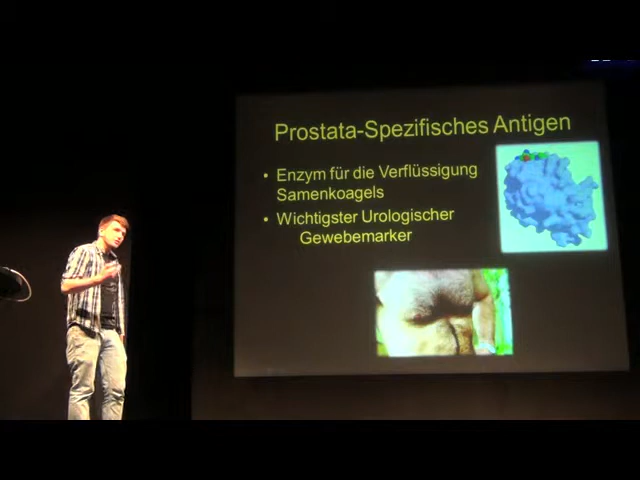 Prostata-Spezifisches Antigen
• Enzym für die Verflüssigung
Samenkoagels
• Wichtigster Urologischer
Gewebemarker